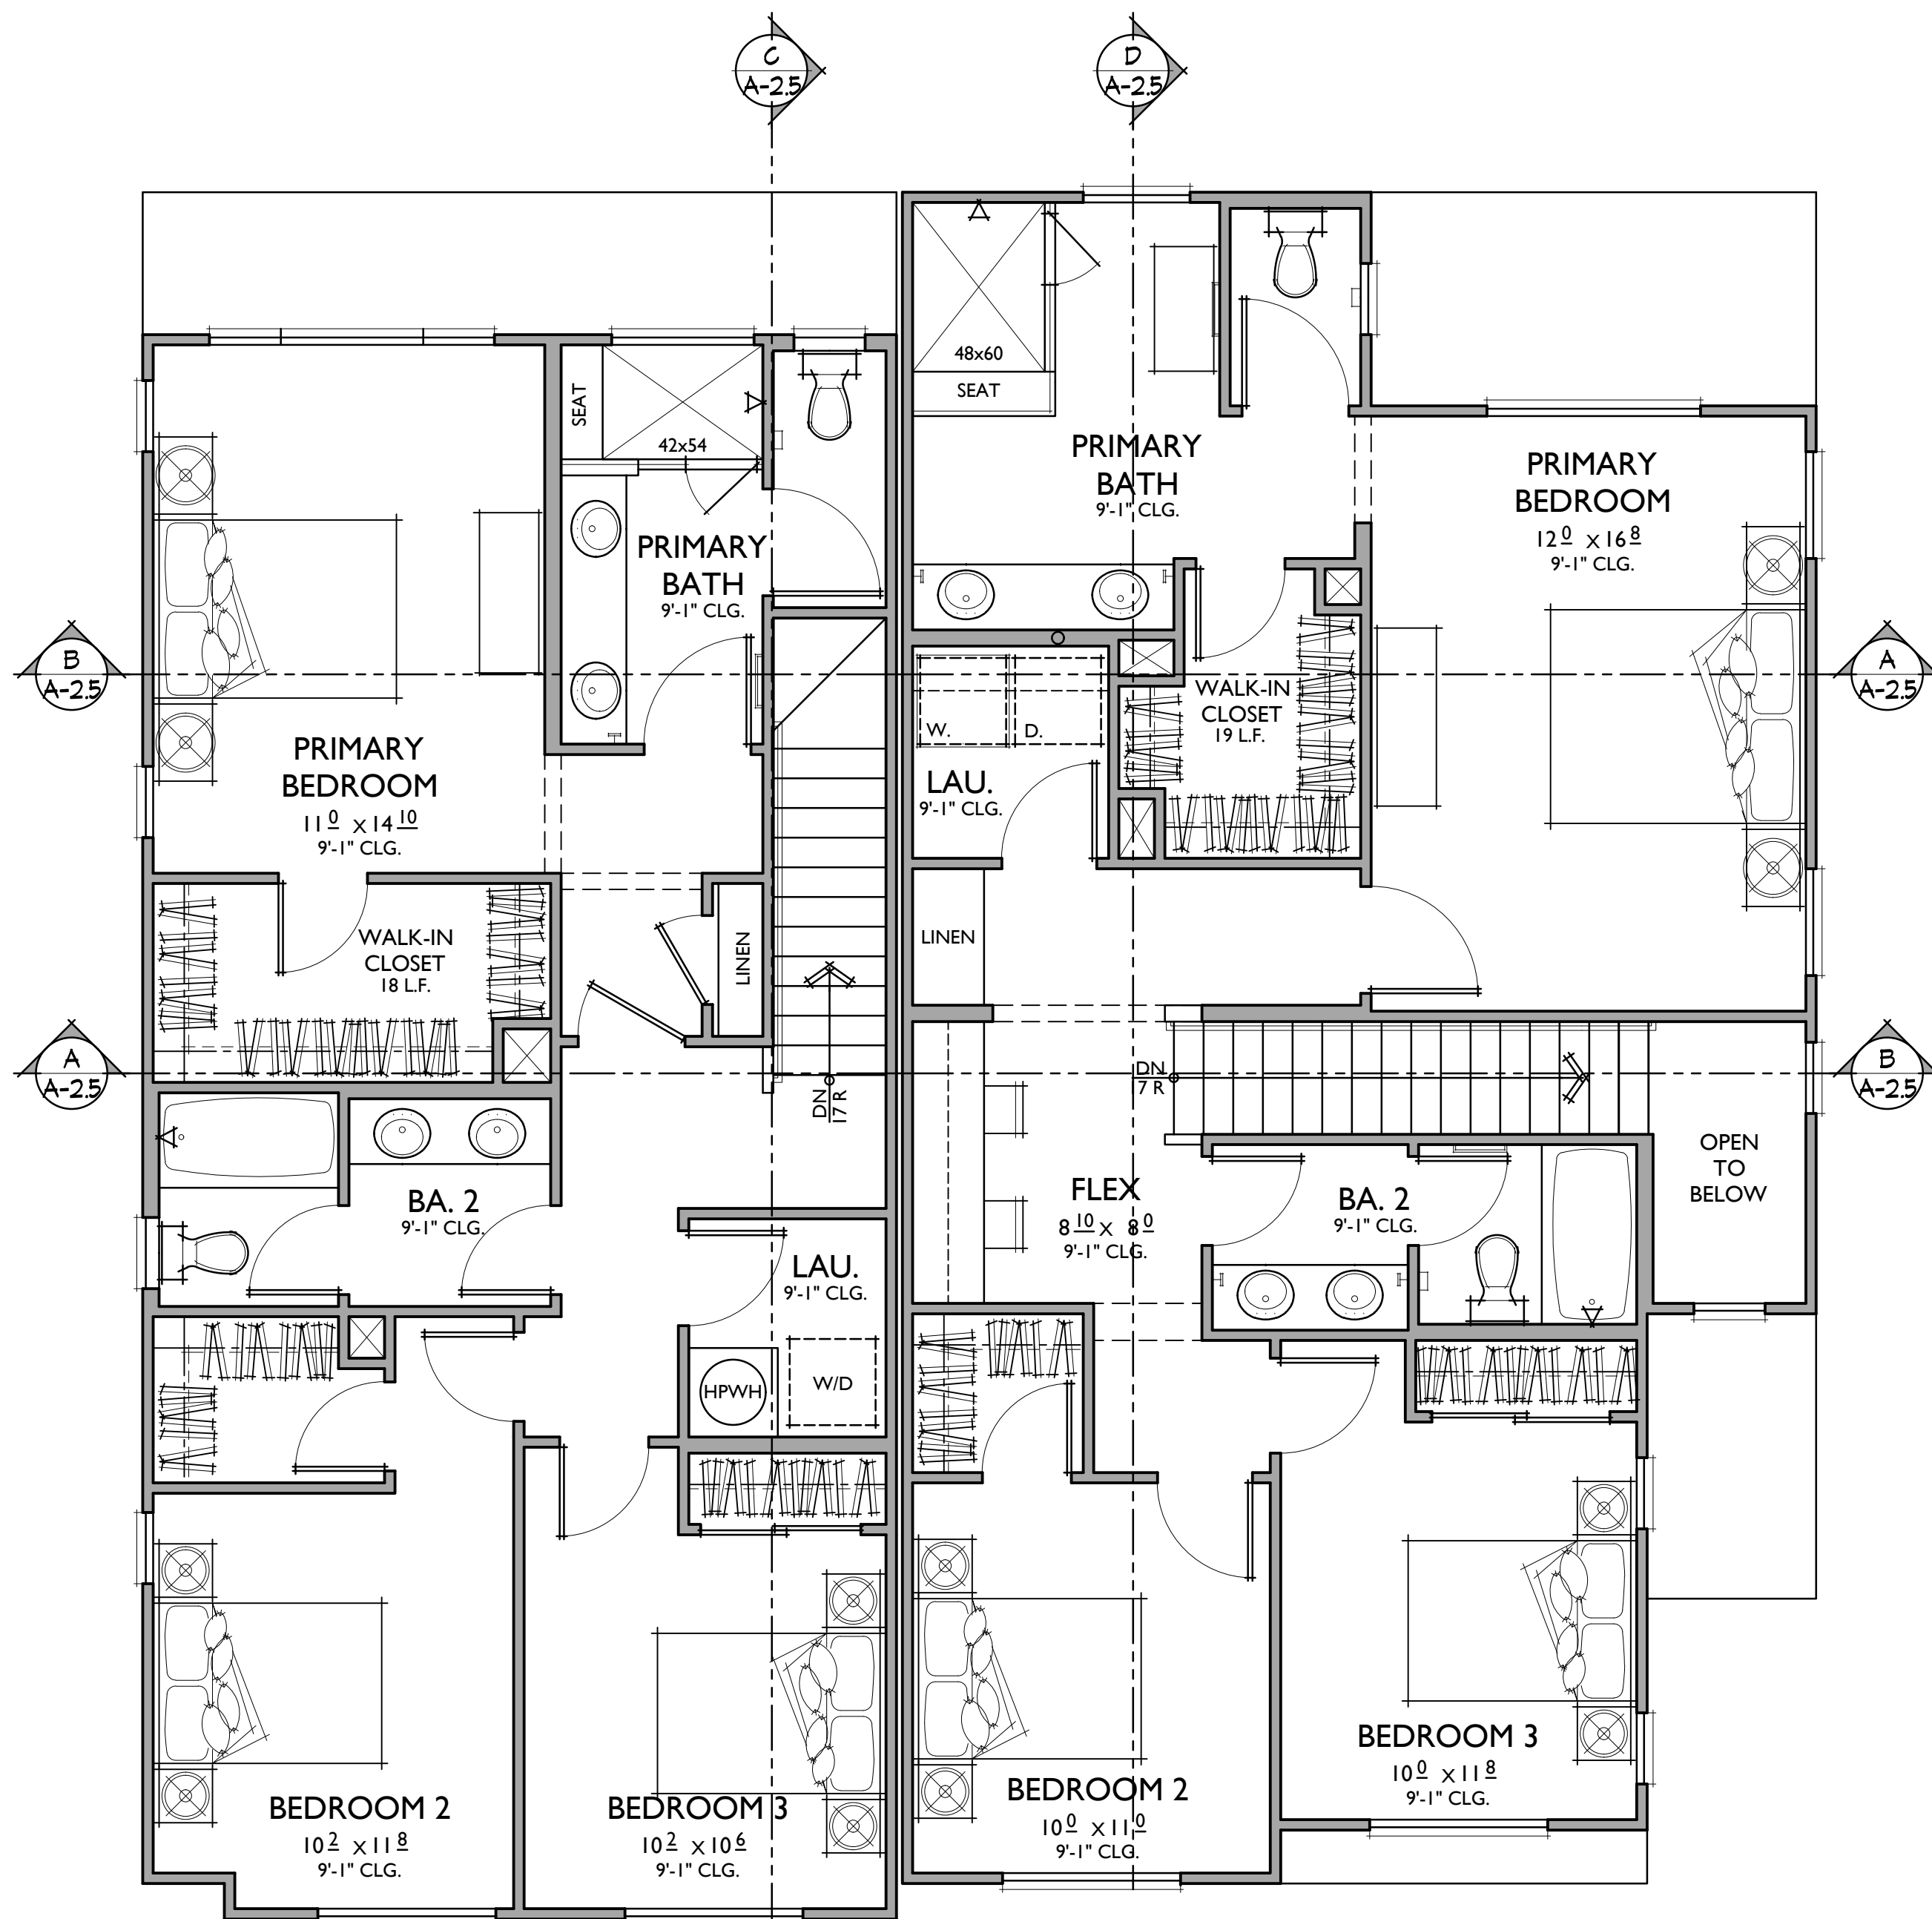 C
A-2.5
D
A-2.5
SEAT
42x54
PRIMARY
BATH
9'-1" CLG.
B
A-2.5
PRIMARY
BEDROOM
11 0 x 14 10
9'-1" CLG.
WALK-IN
CLOSET
18 L.F.
LINEN
A
A-2.5
DN
17 R
BA. 2
9'-1" CLG.
LAU.
9'-1" CLG.
HPWH
W/D
BEDROOM 2
10 2 x 11 8
9'-1" CLG.
BEDROOM 3
10 2 x 10 6
9'-1" CLG.
48x60
SEAT
PRIMARY
BATH
9'-1" CLG.
PRIMARY
BEDROOM
12 0 x 16 8
9'-1" CLG.
A
A-2.5
W.
D.
WALK-IN
CLOSET
19 L.F.
LAU.
9'-1" CLG.
LINEN
DN
7 R
B
A-2.5
OPEN
TO
BELOW
FLEX
8 10 x 8 0
9'-1" CLG.
BA. 2
9'-1" CLG.
BEDROOM 3
10 0 x 11 8
9'-1" CLG.
BEDROOM 2
10 0 x 11 0
9'-1" CLG.